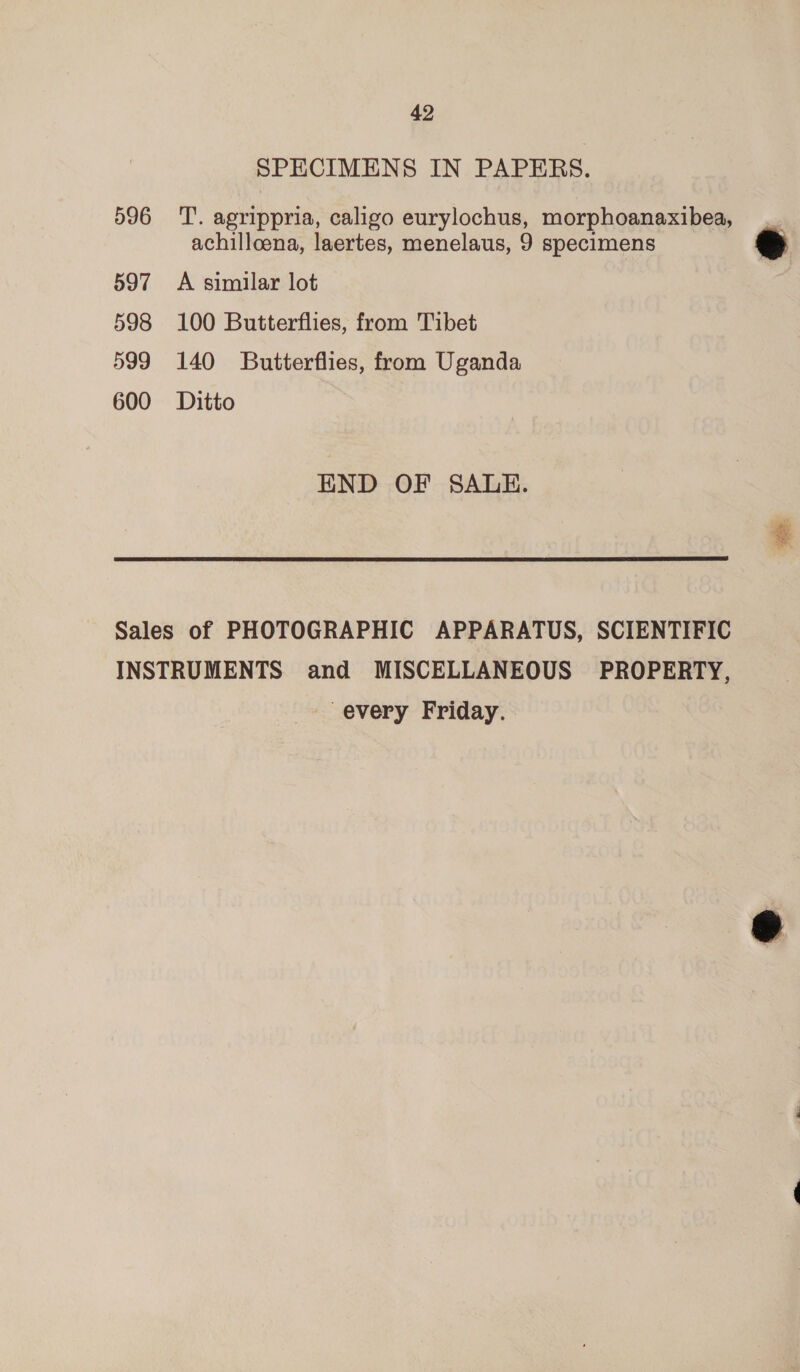 42
SPECIMENS IN PAPERS.
596 T. agrippria, caligo eurylochus, morphoanaxibea,
achillœna, laertes, menelaus, 9 specimens
597 A similar lot
598 100 Butterflies, from Tibet
599 140 Butterflies, from Uganda
600 Ditto
END OF SALE.
Sales of PHOTOGRAPHIC APPARATUS, SCIENTIFIC
INSTRUMENTS and MISCELLANEOUS PROPERTY,
every Friday.